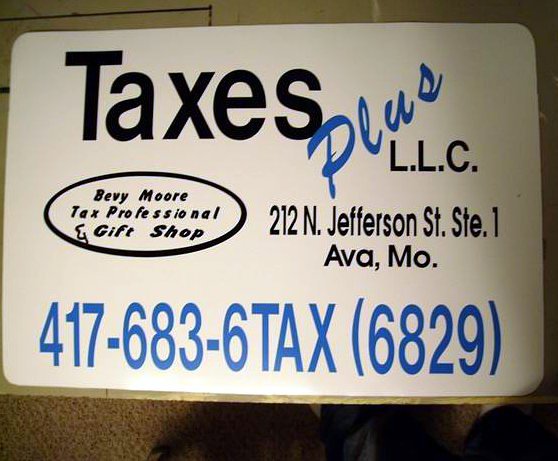 Taxes
Plus
L.L.C.
Bevy Moore
Tax Professional
& Gift Shop
212 N. Jefferson St. Ste. 1
Ava, Mo.
417-683-6TAX (6829)